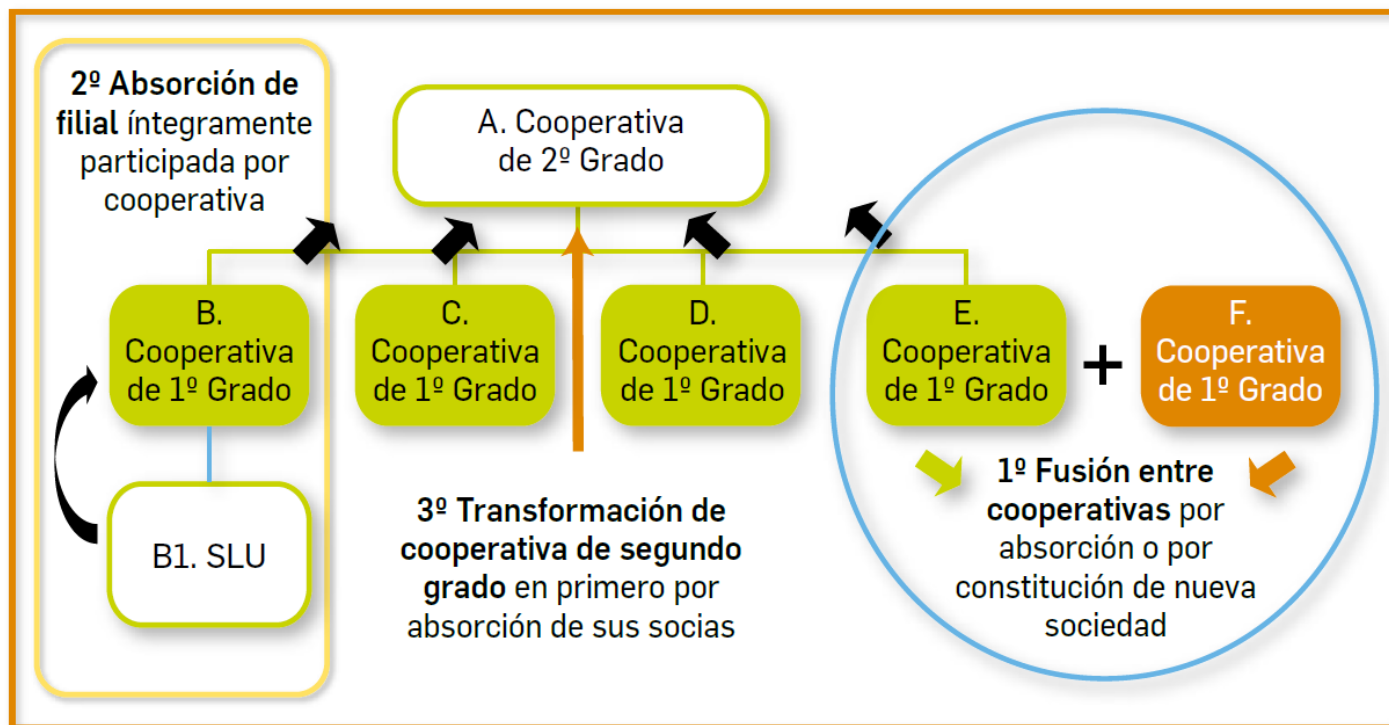 2º Absorción de
filial íntegramente
participada por
cooperativa
A. Cooperativa
de 2º Grado
B.
Cooperativa
de 1º Grado
C.
Cooperativa
de 1º Grado
D.
Cooperativa
de 1º Grado
E.
Cooperativa
de 1º Grado
+
F.
Cooperativa
de 1º Grado
B1. SLU
3º Transformación de
cooperativa de segundo
grado en primero por
absorción de sus socias
1º Fusión entre
cooperativas por
absorción o por
constitución de nueva
sociedad